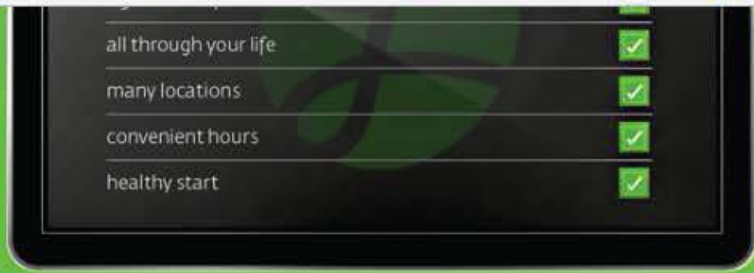 all through your life
many locations
convenient hours
healthy start